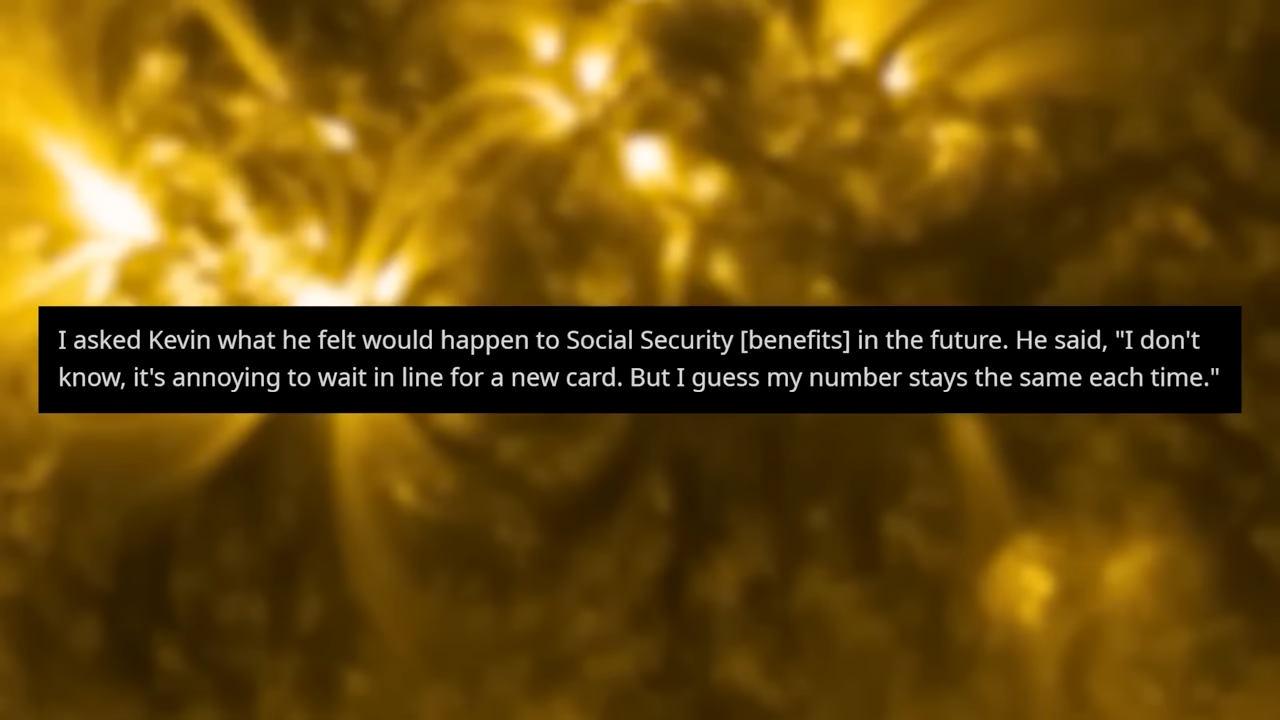 I asked Kevin what he felt would happen to Social Security [benefits] in the future. He said, "I don't
know, it's annoying to wait in line for a new card. But I guess my number stays the same each time."